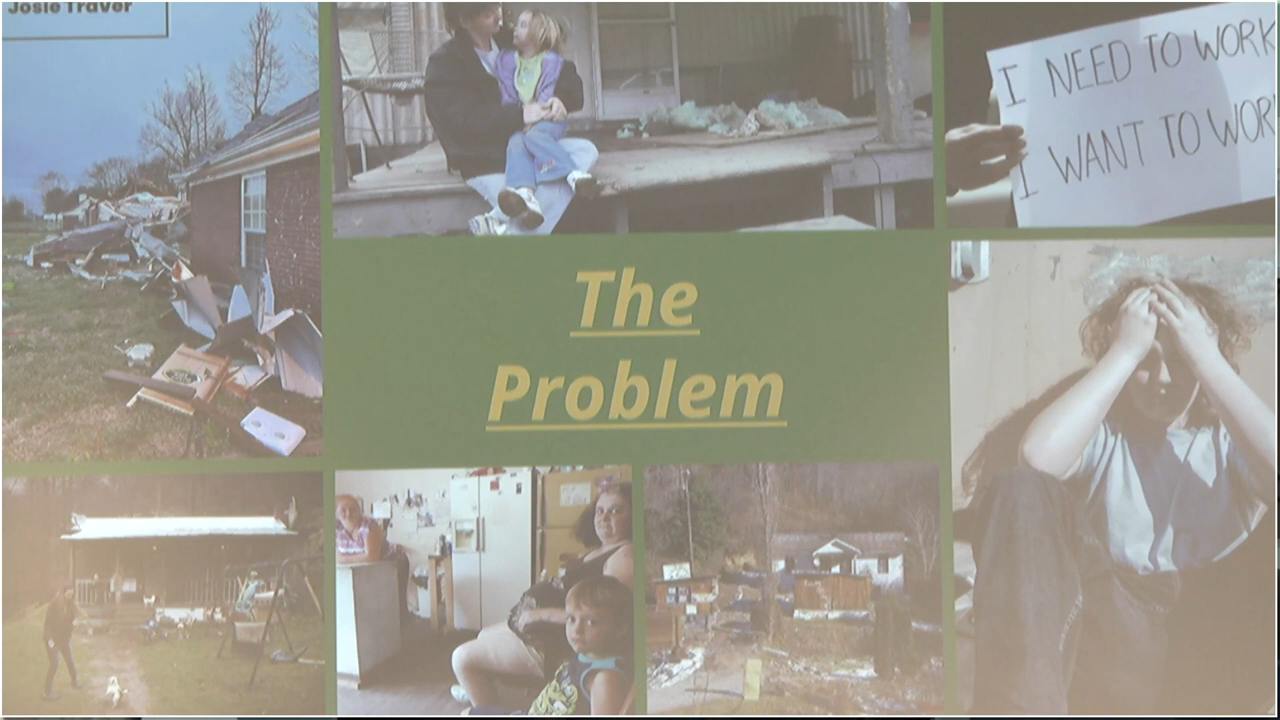 Josie Traver
I NEED TO WORK
I WANT TO WORK
The
Problem